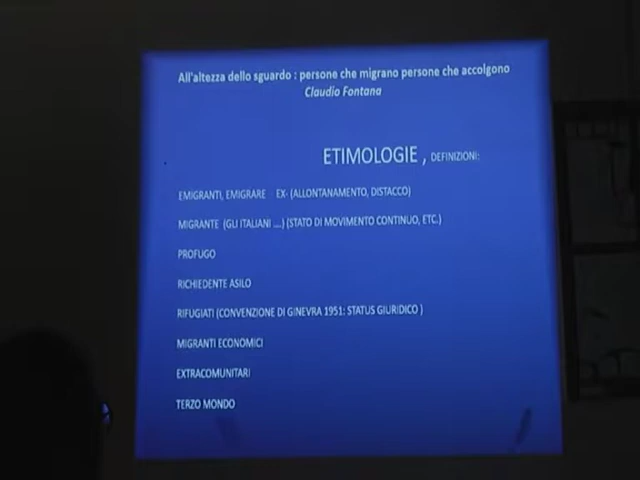 All'altezza dello sguardo : persone che migrano persone che accolgono
Claudio Fontana
ETIMOLOGIE , DEFINIZIONI:
EMIGRANTI, EMIGRARE EX- (ALLONTANAMENTO, DISTACCO)
MIGRANTE (GLI ITALIANI ....) (STATO DI MOVIMENTO CONTINUO, ETC.)
PROFUGO
RICHIEDENTE ASILO
RIFUGIATI (CONVENZIONE DI GINEVRA 1951: STATUS GIURIDICO )
MIGRANTI ECONOMICI
EXTRACOMUNITARI
TERZO MONDO